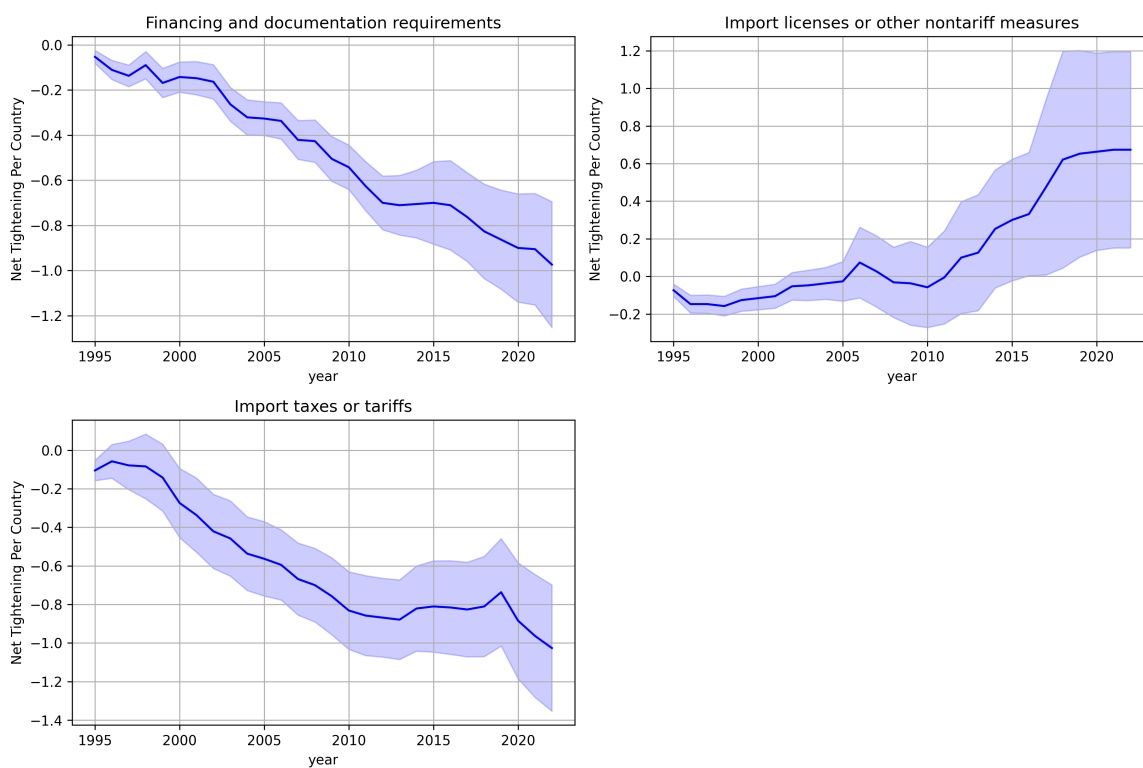 Financing and documentation requirements
Net Tightening Per Country
0.0
−0.2
−0.4
−0.6
−0.8
−1.0
−1.2
1995 2000 2005 2010 2015 2020
year
Import licenses or other nontariff measures
Net Tightening Per Country
1.2
1.0
0.8
0.6
0.4
0.2
0.0
−0.2
1995 2000 2005 2010 2015 2020
year
Import taxes or tariffs
Net Tightening Per Country
0.0
−0.2
−0.4
−0.6
−0.8
−1.0
−1.2
−1.4
1995 2000 2005 2010 2015 2020
year